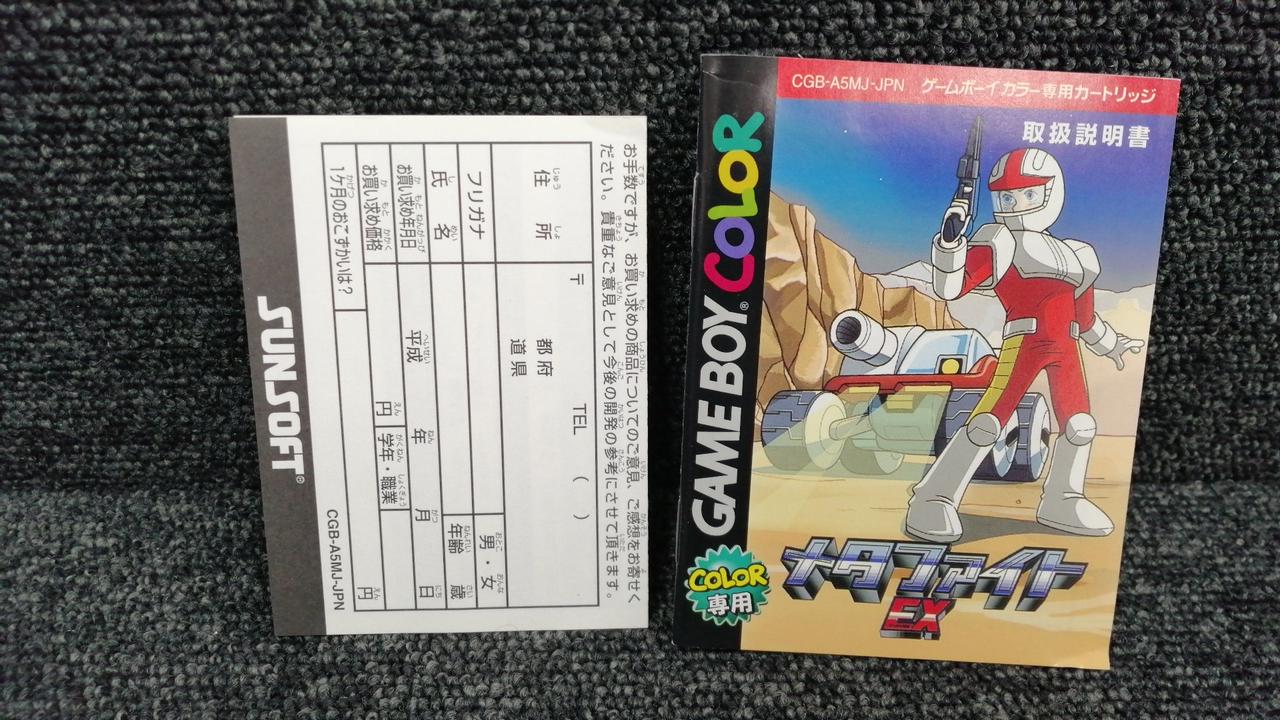 お手数ですが、お買い求めの商品についてのご意見、ご感想をお寄せく
ださい。貴重なご意見として今後の開発の参考にさせて頂きます。
住所
〒
都府
道県
TEL ( )
フリガナ
氏名
男・女
年齢
歳
お買い求め年月日
平成
年
月
日
お買い求め価格
円
学年・職業
1ヶ月のおこずかいは?
円
CGB-A5MJ-JPN
SUNSOFT®
CGB-A5MJ-JPN ゲームボーイカラー専用カートリッジ
取扱説明書
GAME BOY® COLOR
COLOR
専用
メタファイト
EX